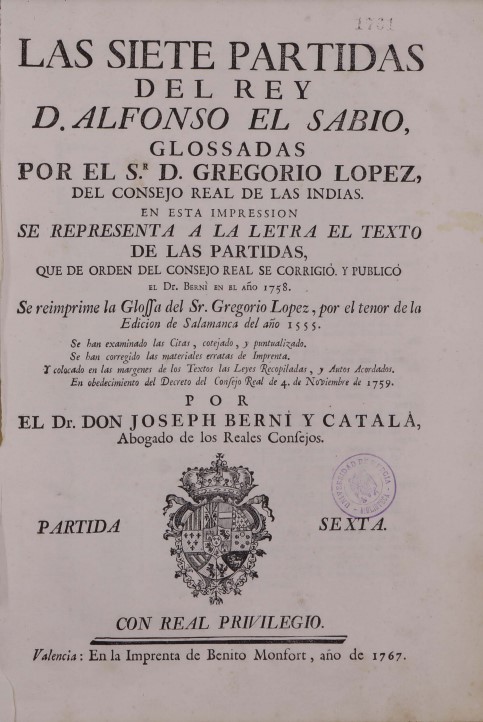 1761
LAS SIETE PARTIDAS
DEL REY
D. ALFONSO EL SABIO,
GLOSSADAS
POR EL S.R D. GREGORIO LOPEZ,
DEL CONSEJO REAL DE LAS INDIAS.
EN ESTA IMPRESSION
SE REPRESENTA A LA LETRA EL TEXTO
DE LAS PARTIDAS,
QUE DE ORDEN DEL CONSEJO REAL SE CORRIGIÓ, Y PUBLICÓ
EL Dr. BERNÍ EN EL AÑO 1758.
Se reimprime la Gloſſa del Sr. Gregorio Lopez, por el tenor de la
Edicion de Salamanca del año 1555.
Se han examinado las Citas, cotejado, y puntualizado.
Se han corregido las materiales erratas de Imprenta.
Y colocado en las margenes de los Textos las Leyes Recopiladas, y Autos Acordados.
En obedecimiento del Decreto del Conſejo Real de 4. de Noviembre de 1759.
POR
EL Dr. DON JOSEPH BERNÍ Y CATALÁ,
Abogado de los Reales Conſejos.
PARTIDA SEXTA.
CON REAL PRIVILEGIO.
Valencia: En la Imprenta de Benito Monfort, año de 1767.